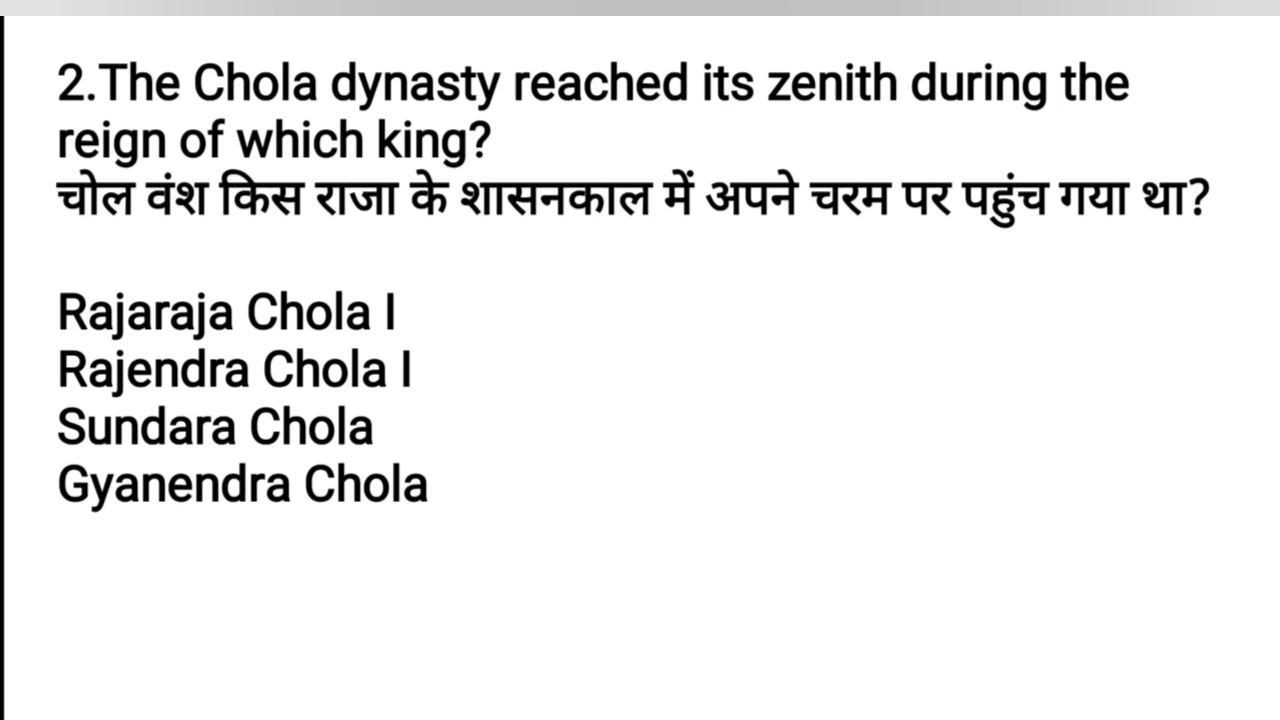 2.The Chola dynasty reached its zenith during the
reign of which king?
चोल वंश किस राजा के शासनकाल में अपने चरम पर पहुंच गया था?
Rajaraja Chola I
Rajendra Chola I
Sundara Chola
Gyanendra Chola